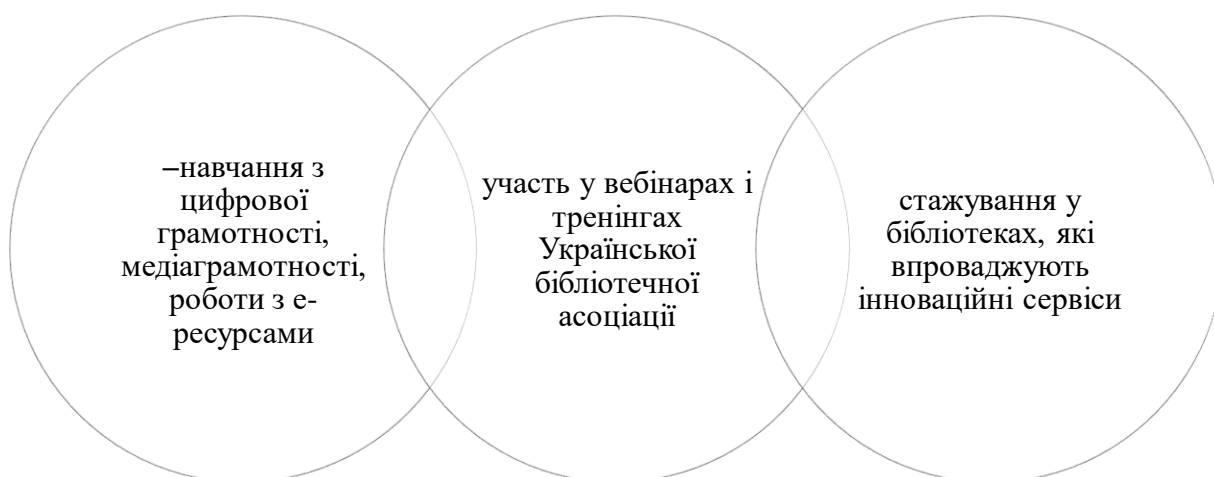 –навчання з
цифрової
грамотності,
медіаграмотності,
роботи з е-
ресурсами
участь у вебінарах і
тренінгах
Української
бібліотечної
асоціації
стажування у
бібліотеках, які
впроваджують
інноваційні сервіси